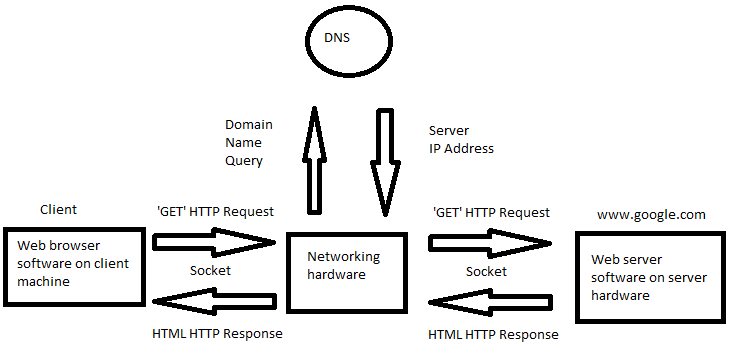 DNS
Domain
Name
Query
Server
IP Address
Client
'GET' HTTP Request
'GET' HTTP Request
www.google.com
Web browser
software on client
machine
Socket
Networking
hardware
Socket
Web server
software on server
hardware
HTML HTTP Response
HTML HTTP Response